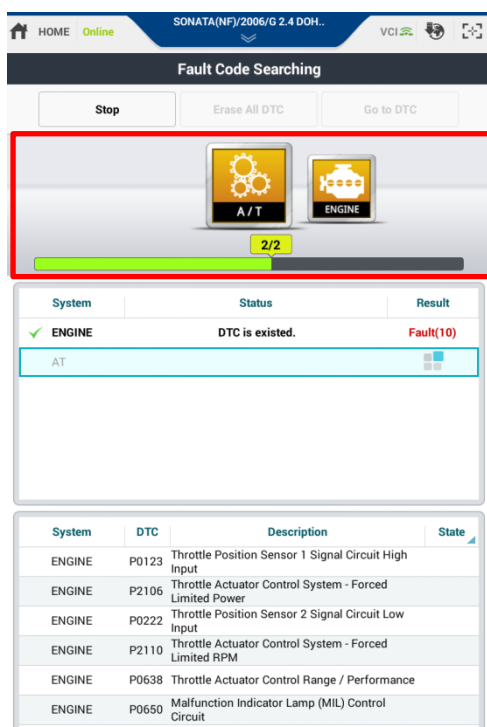 HOME Online SONATA(NF)/2006/G 2.4 DOH.. VCI
Fault Code Searching
Stop Erase All DTC Go to DTC
A/T ENGINE
2/2
System Status Result
ENGINE DTC is existed. Fault(10)
AT
System DTC Description State
ENGINE P0123 Throttle Position Sensor 1 Signal Circuit High
Input
ENGINE P2106 Throttle Actuator Control System - Forced
Limited Power
ENGINE P0222 Throttle Position Sensor 2 Signal Circuit Low
Input
ENGINE P2110 Throttle Actuator Control System - Forced
Limited RPM
ENGINE P0638 Throttle Actuator Control Range / Performance
ENGINE P0650 Malfunction Indicator Lamp (MIL) Control
Circuit